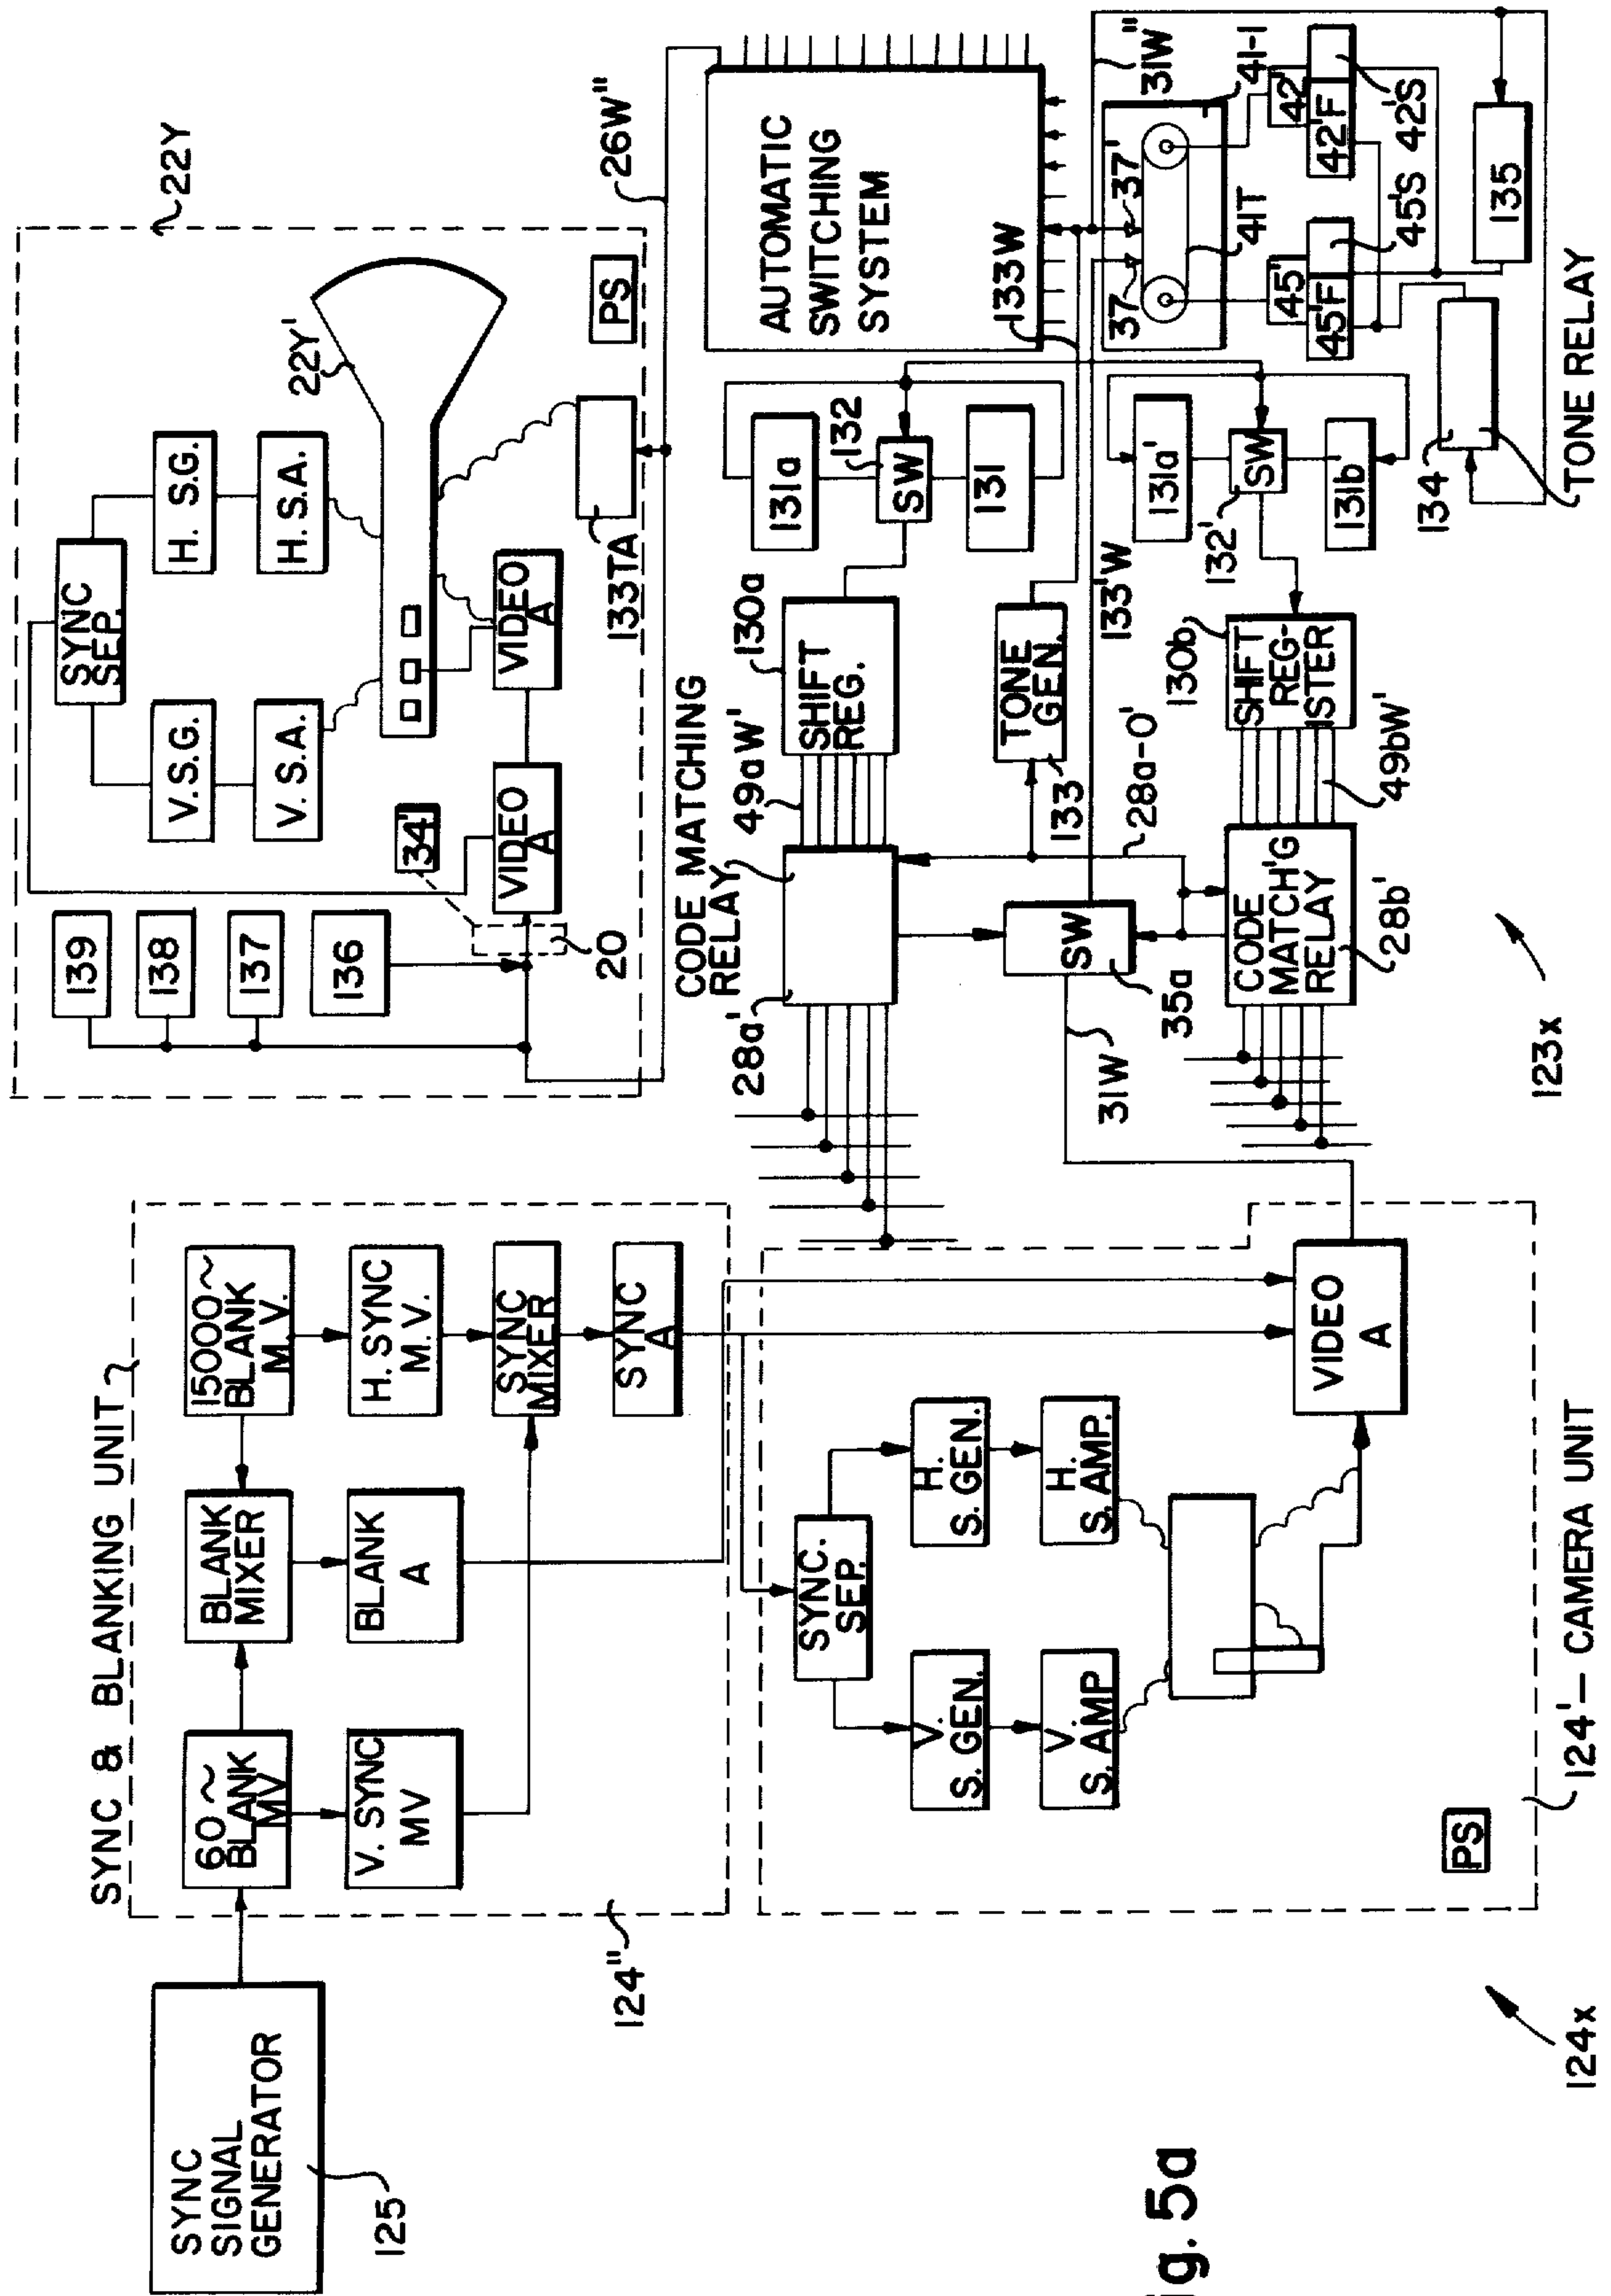 SYNC
SIGNAL
GENERATOR
125
SYNC & BLANKING UNIT
60~
BLANK
MV
BLANK
MIXER
15000~
BLANK
M.V.
V. SYNC
MV
BLANK
A
H. SYNC
M.V.
SYNC
MIXER
SYNC
A
124"
SYNC.
SEP.
V.
S. GEN.
H.
S. GEN.
V.
S. AMP.
H.
S. AMP.
VIDEO
A
PS
124' — CAMERA UNIT
124x
22Y
139
138
137
136
20
134'
SYNC
SEP.
V.S.G.
H. S.G.
V. S.A.
H.S.A.
22Y'
VIDEO
A
VIDEO
A
133TA
PS
26W"
CODE MATCHING
RELAY
28a'
49aW'
SHIFT
REG.
130a
131a
SW
132
131
AUTOMATIC
SWITCHING
SYSTEM
133W
TONE
GEN.
133
28a-0'
SW
35a
31W
133'W
31W"
37
37'
41T
41-1
CODE
MATCH'G
RELAY
28b'
49bW'
SHIFT
REG-
ISTER
130b
131a'
SW
132'
131b
45'
45'F
45'S
42'
42'F
42'S
134
135
TONE RELAY
123x
g. 5a